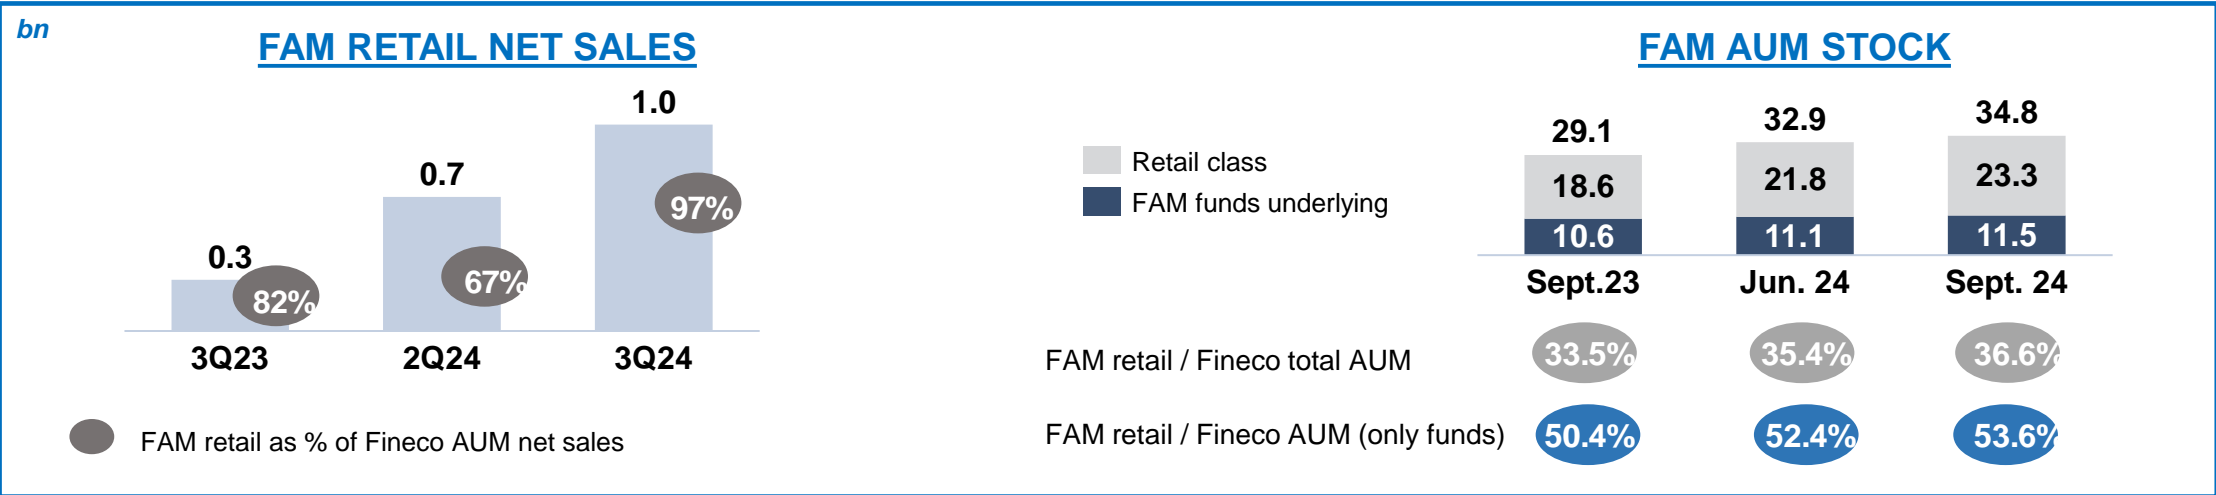 bn
FAM RETAIL NET SALES
1.0
0.7
0.3
97%
67%
82%
3Q23 2Q24 3Q24
FAM retail as % of Fineco AUM net sales
FAM AUM STOCK
Retail class
FAM funds underlying
29.1 32.9 34.8
18.6 21.8 23.3
10.6 11.1 11.5
Sept.23 Jun. 24 Sept. 24
FAM retail / Fineco total AUM 33.5% 35.4% 36.6%
FAM retail / Fineco AUM (only funds) 50.4% 52.4% 53.6%